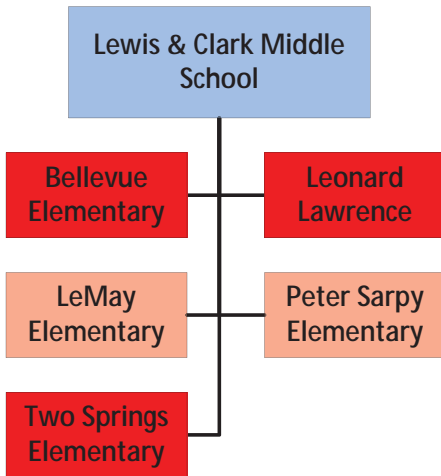 Lewis & Clark Middle
School
Bellevue
Elementary
Leonard
Lawrence
LeMay
Elementary
Peter Sarpy
Elementary
Two Springs
Elementary